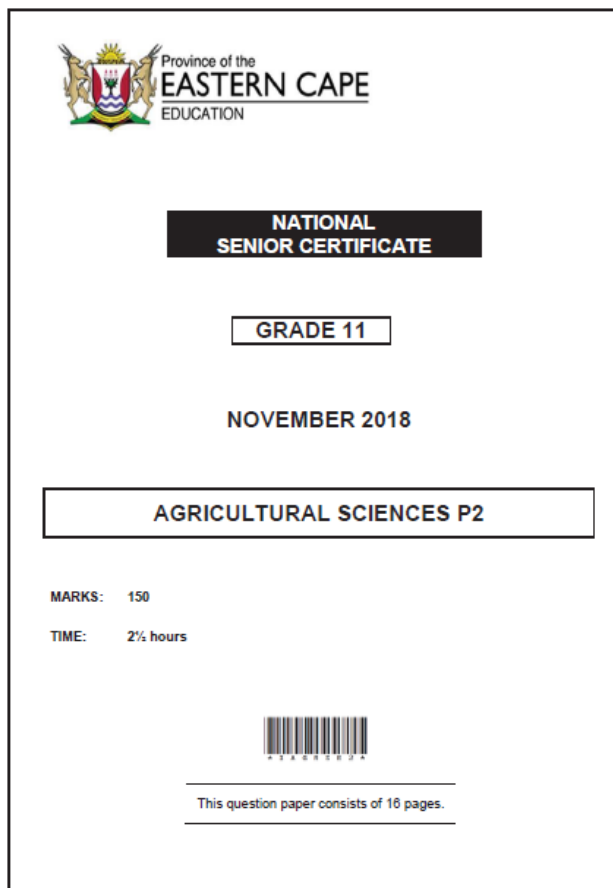 Province of the
EASTERN CAPE
EDUCATION
NATIONAL
SENIOR CERTIFICATE
GRADE 11
NOVEMBER 2018
AGRICULTURAL SCIENCES P2
MARKS: 150
TIME: 2½ hours
This question paper consists of 16 pages.